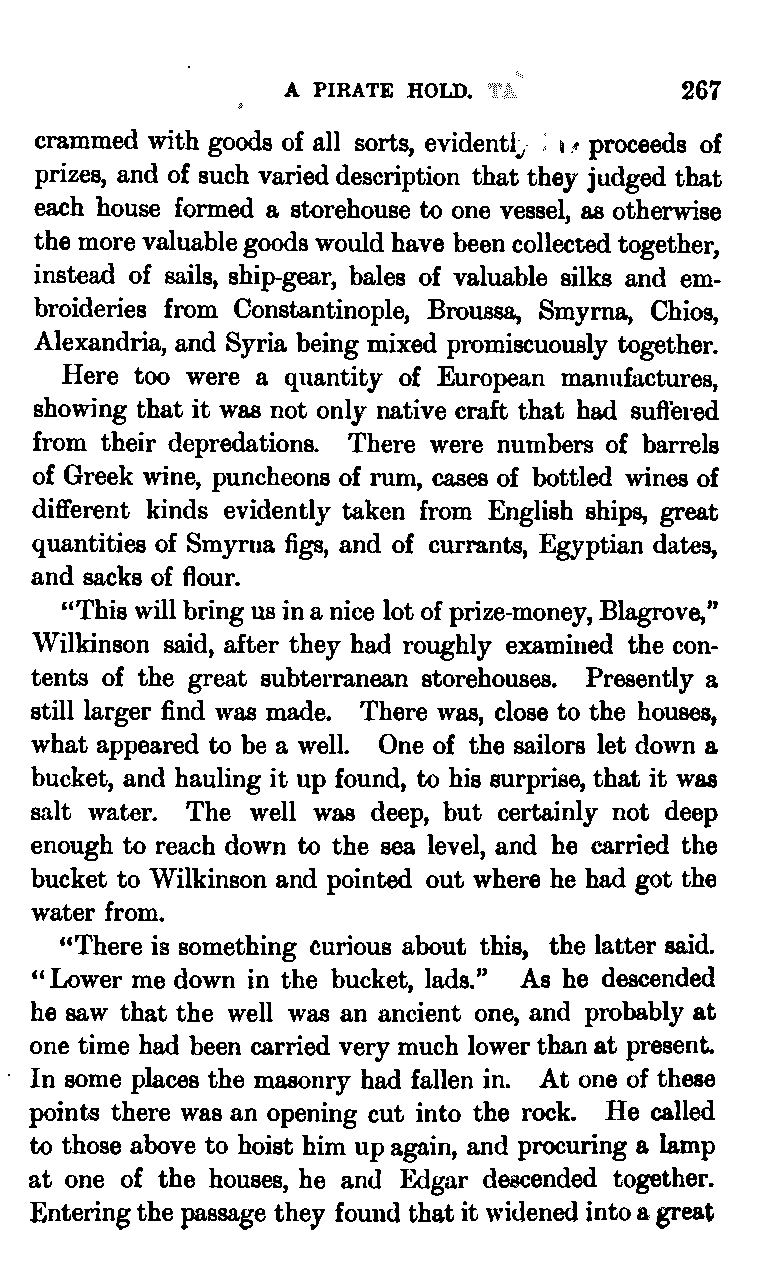 A PIRATE HOLD. 267
crammed with goods of all sorts, evidently proceeds of
prizes, and of such varied description that they judged that
each house formed a storehouse to one vessel, as otherwise
the more valuable goods would have been collected together,
instead of sails, ship-gear, bales of valuable silks and em-
broideries from Constantinople, Broussa, Smyrna, Chios,
Alexandria, and Syria being mixed promiscuously together.
Here too were a quantity of European manufactures,
showing that it was not only native craft that had suffered
from their depredations. There were numbers of barrels
of Greek wine, puncheons of rum, cases of bottled wines of
different kinds evidently taken from English ships, great
quantities of Smyrna figs, and of currants, Egyptian dates,
and sacks of flour.
"This will bring us in a nice lot of prize-money, Blagrove,"
Wilkinson said, after they had roughly examined the con-
tents of the great subterranean storehouses. Presently a
still larger find was made. There was, close to the houses,
what appeared to be a well. One of the sailors let down a
bucket, and hauling it up found, to his surprise, that it was
salt water. The well was deep, but certainly not deep
enough to reach down to the sea level, and he carried the
bucket to Wilkinson and pointed out where he had got the
water from.
"There is something curious about this, the latter said.
"Lower me down in the bucket, lads." As he descended
he saw that the well was an ancient one, and probably at
one time had been carried very much lower than at present.
In some places the masonry had fallen in. At one of these
points there was an opening cut into the rock. He called
to those above to hoist him up again, and procuring a lamp
at one of the houses, he and Edgar descended together.
Entering the passage they found that it widened into a great